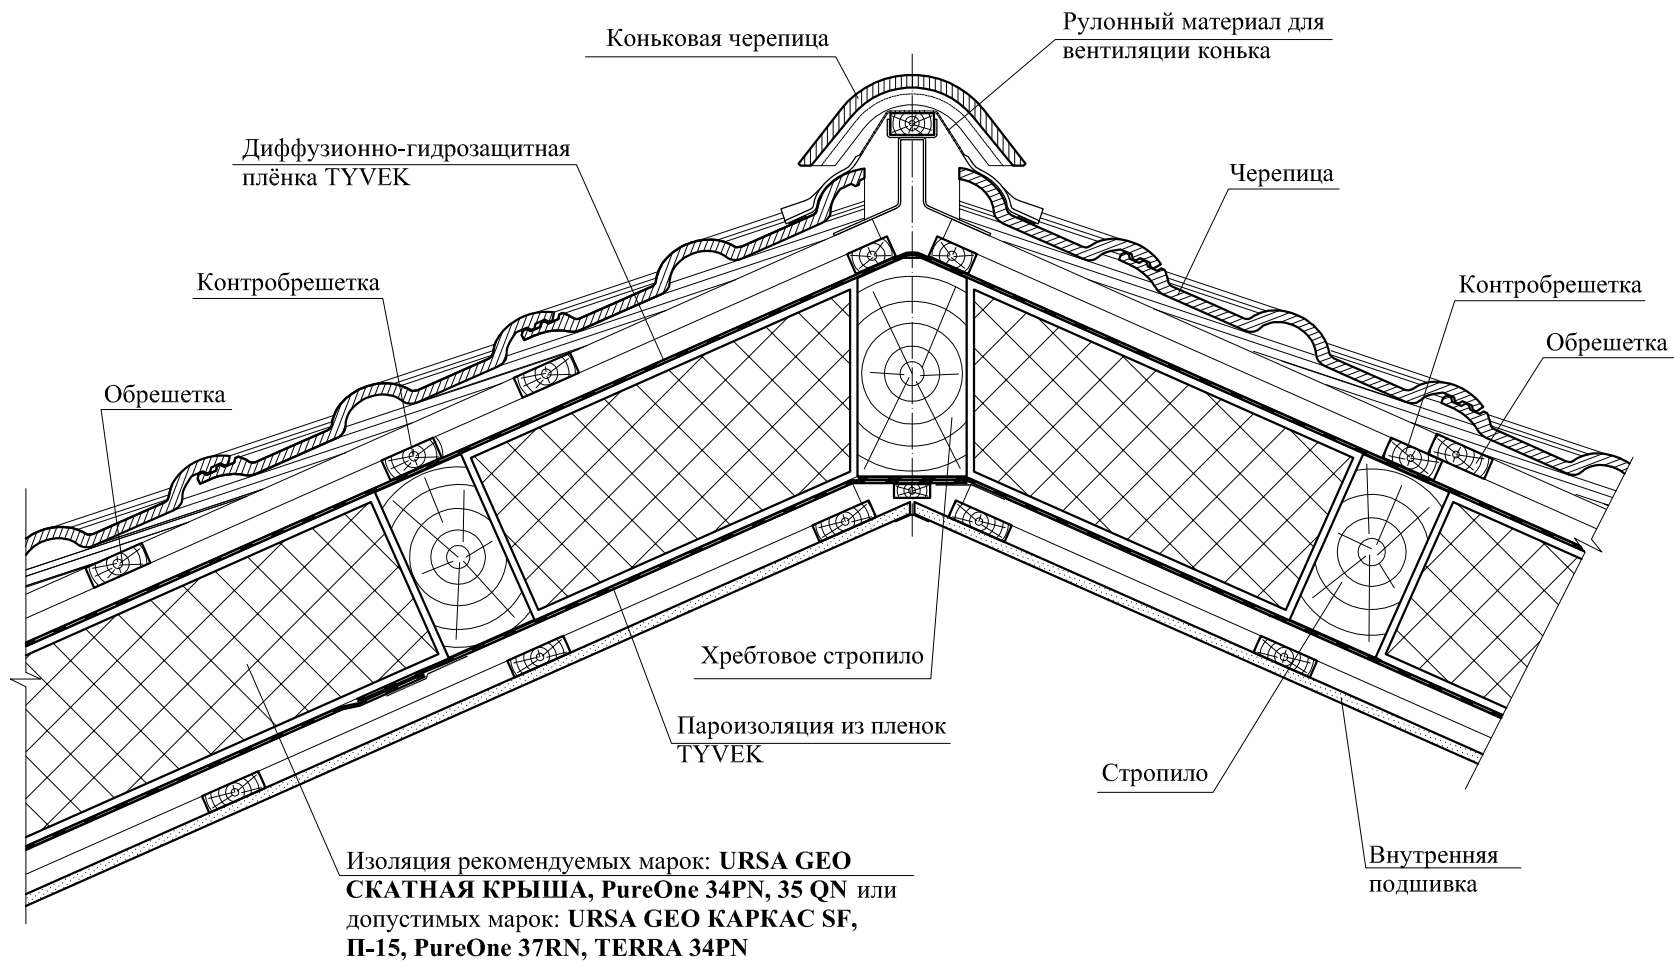 Коньковая черепица
Рулонный материал для
вентиляции конька
Диффузионно-гидрозащитная
плёнка TYVEK
Черепица
Контробрешетка
Контробрешетка
Обрешетка
Обрешетка
Хребтовое стропило
Пароизоляция из пленок
TYVEK
Стропило
Внутренняя
подшивка
Изоляция рекомендуемых марок: URSA GEO
СКАТНАЯ КРЫША, PureOne 34PN, 35 QN или
допустимых марок: URSA GEO КАРКАС SF,
П-15, PureOne 37RN, TERRA 34PN